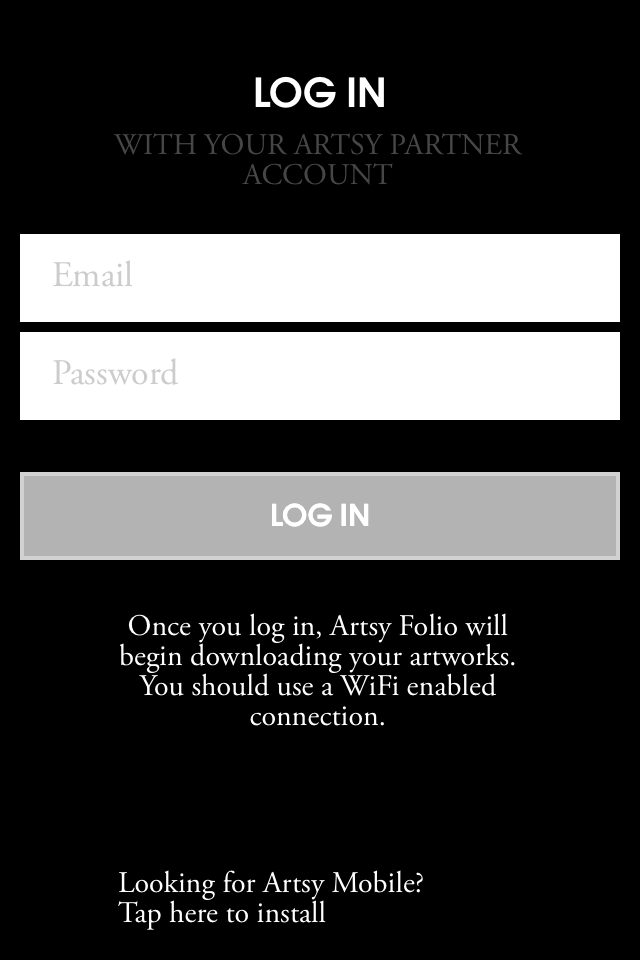 LOG IN
WITH YOUR ARTSY PARTNER
ACCOUNT
Email
Password
LOG IN
Once you log in, Artsy Folio will
begin downloading your artworks.
You should use a WiFi enabled
connection.
Looking for Artsy Mobile?
Tap here to install